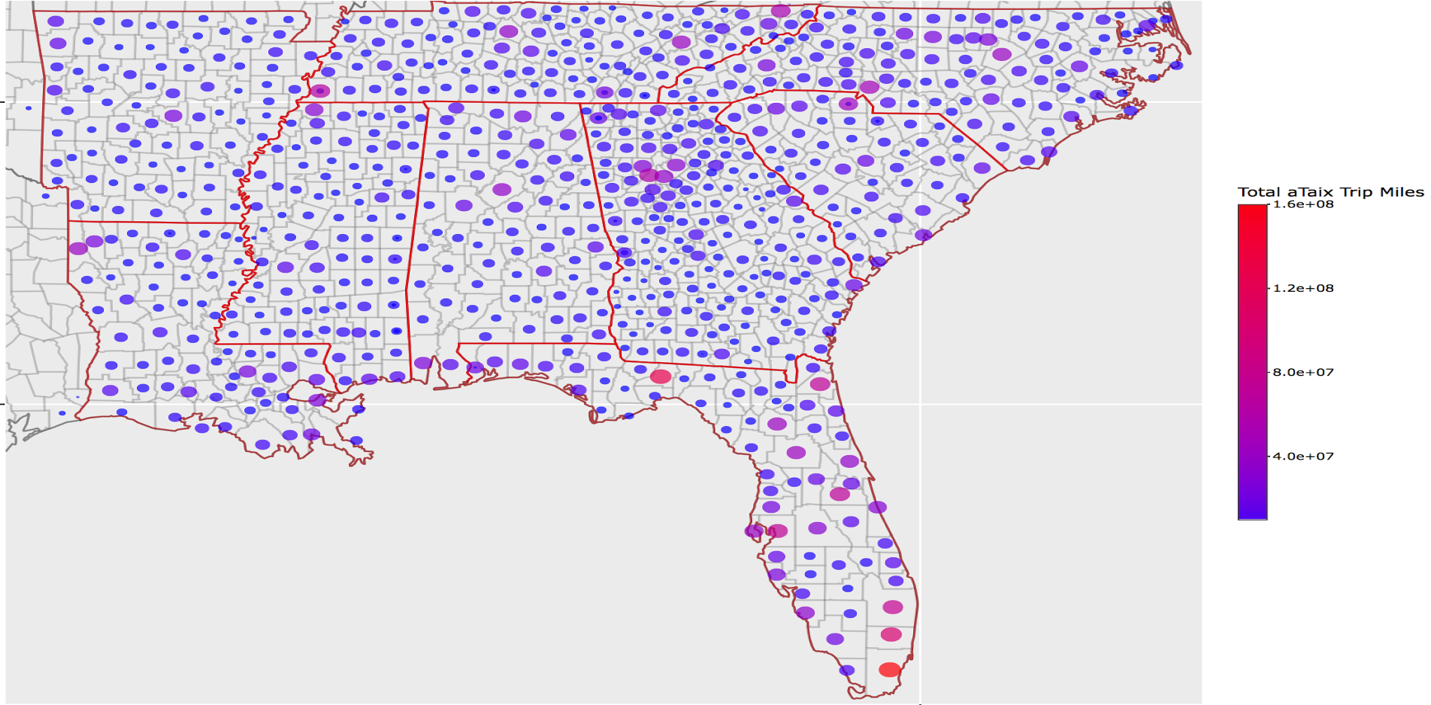 Total aTaix Trip Miles
1.6e+08
1.2e+08
8.0e+07
4.0e+07